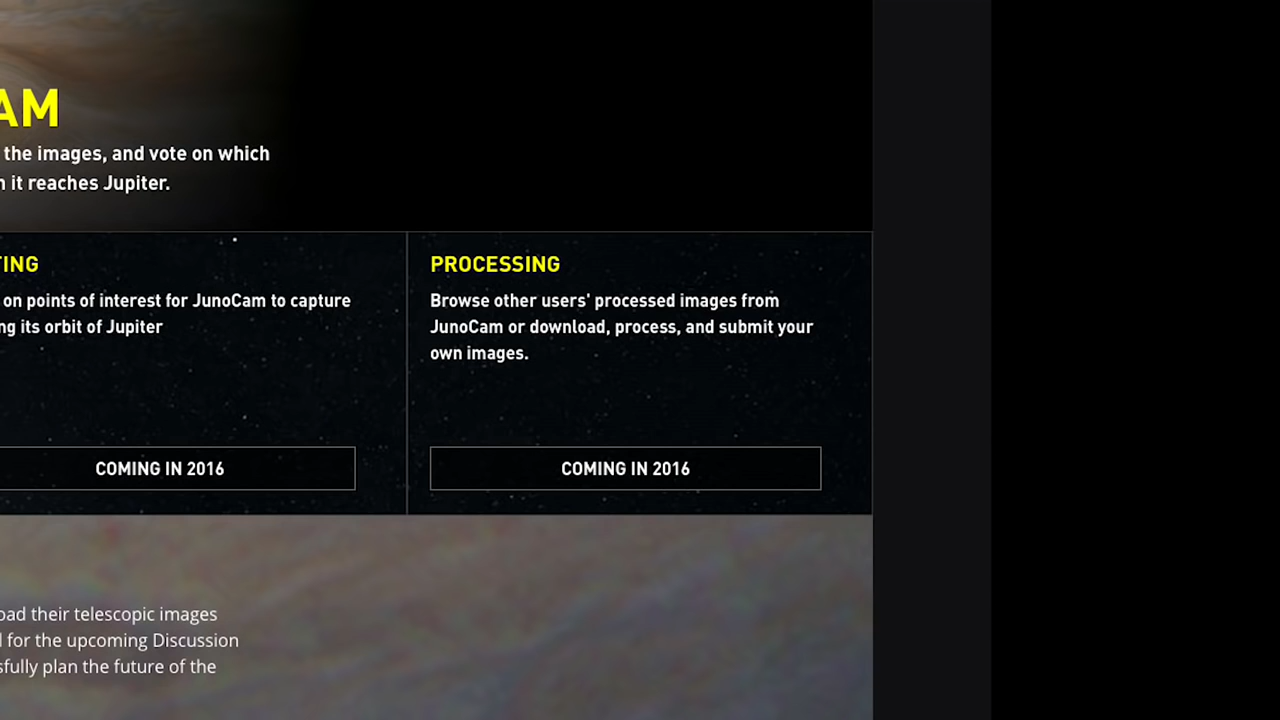 AM
the images, and vote on which
it reaches Jupiter.
TING
on points of interest for JunoCam to capture
ng its orbit of Jupiter
COMING IN 2016
PROCESSING
Browse other users' processed images from
JunoCam or download, process, and submit your
own images.
COMING IN 2016
oad their telescopic images
for the upcoming Discussion
sfully plan the future of the